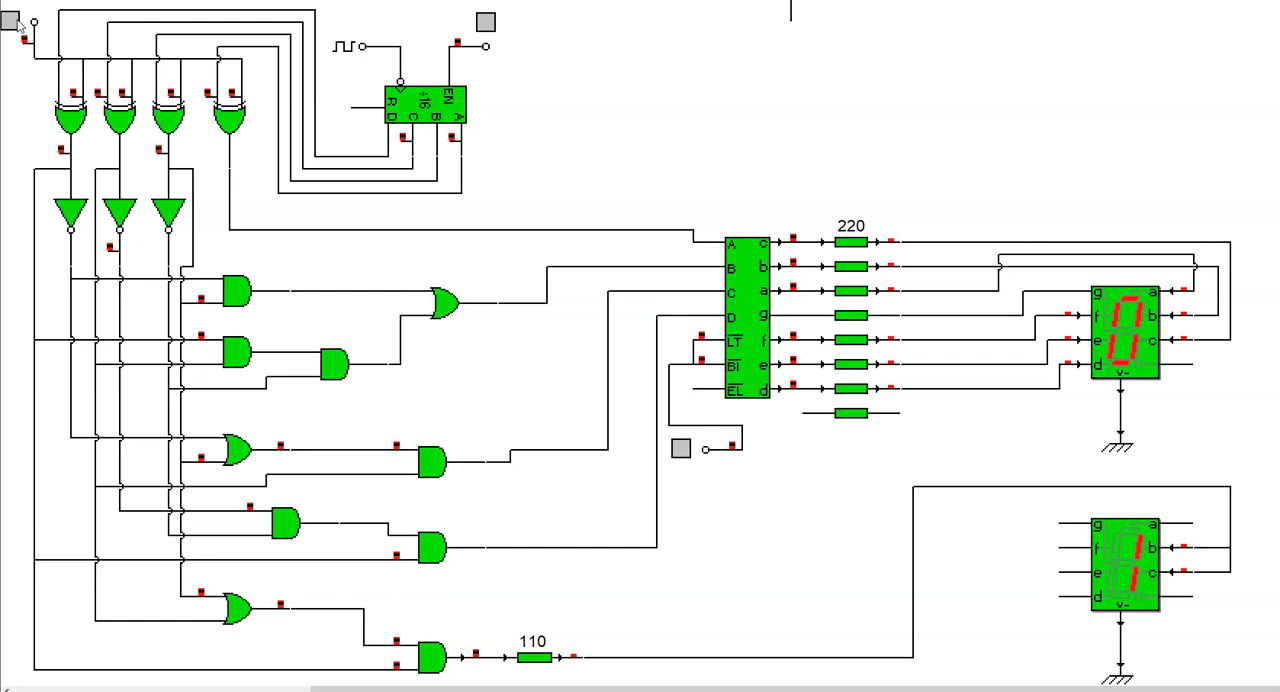 R ÷16 EN
D C B A
220
A c
B b
C a
D g
LT f
BI e
EL d
g a
f b
e c
d
V-
g a
f b
e c
d
V-
110